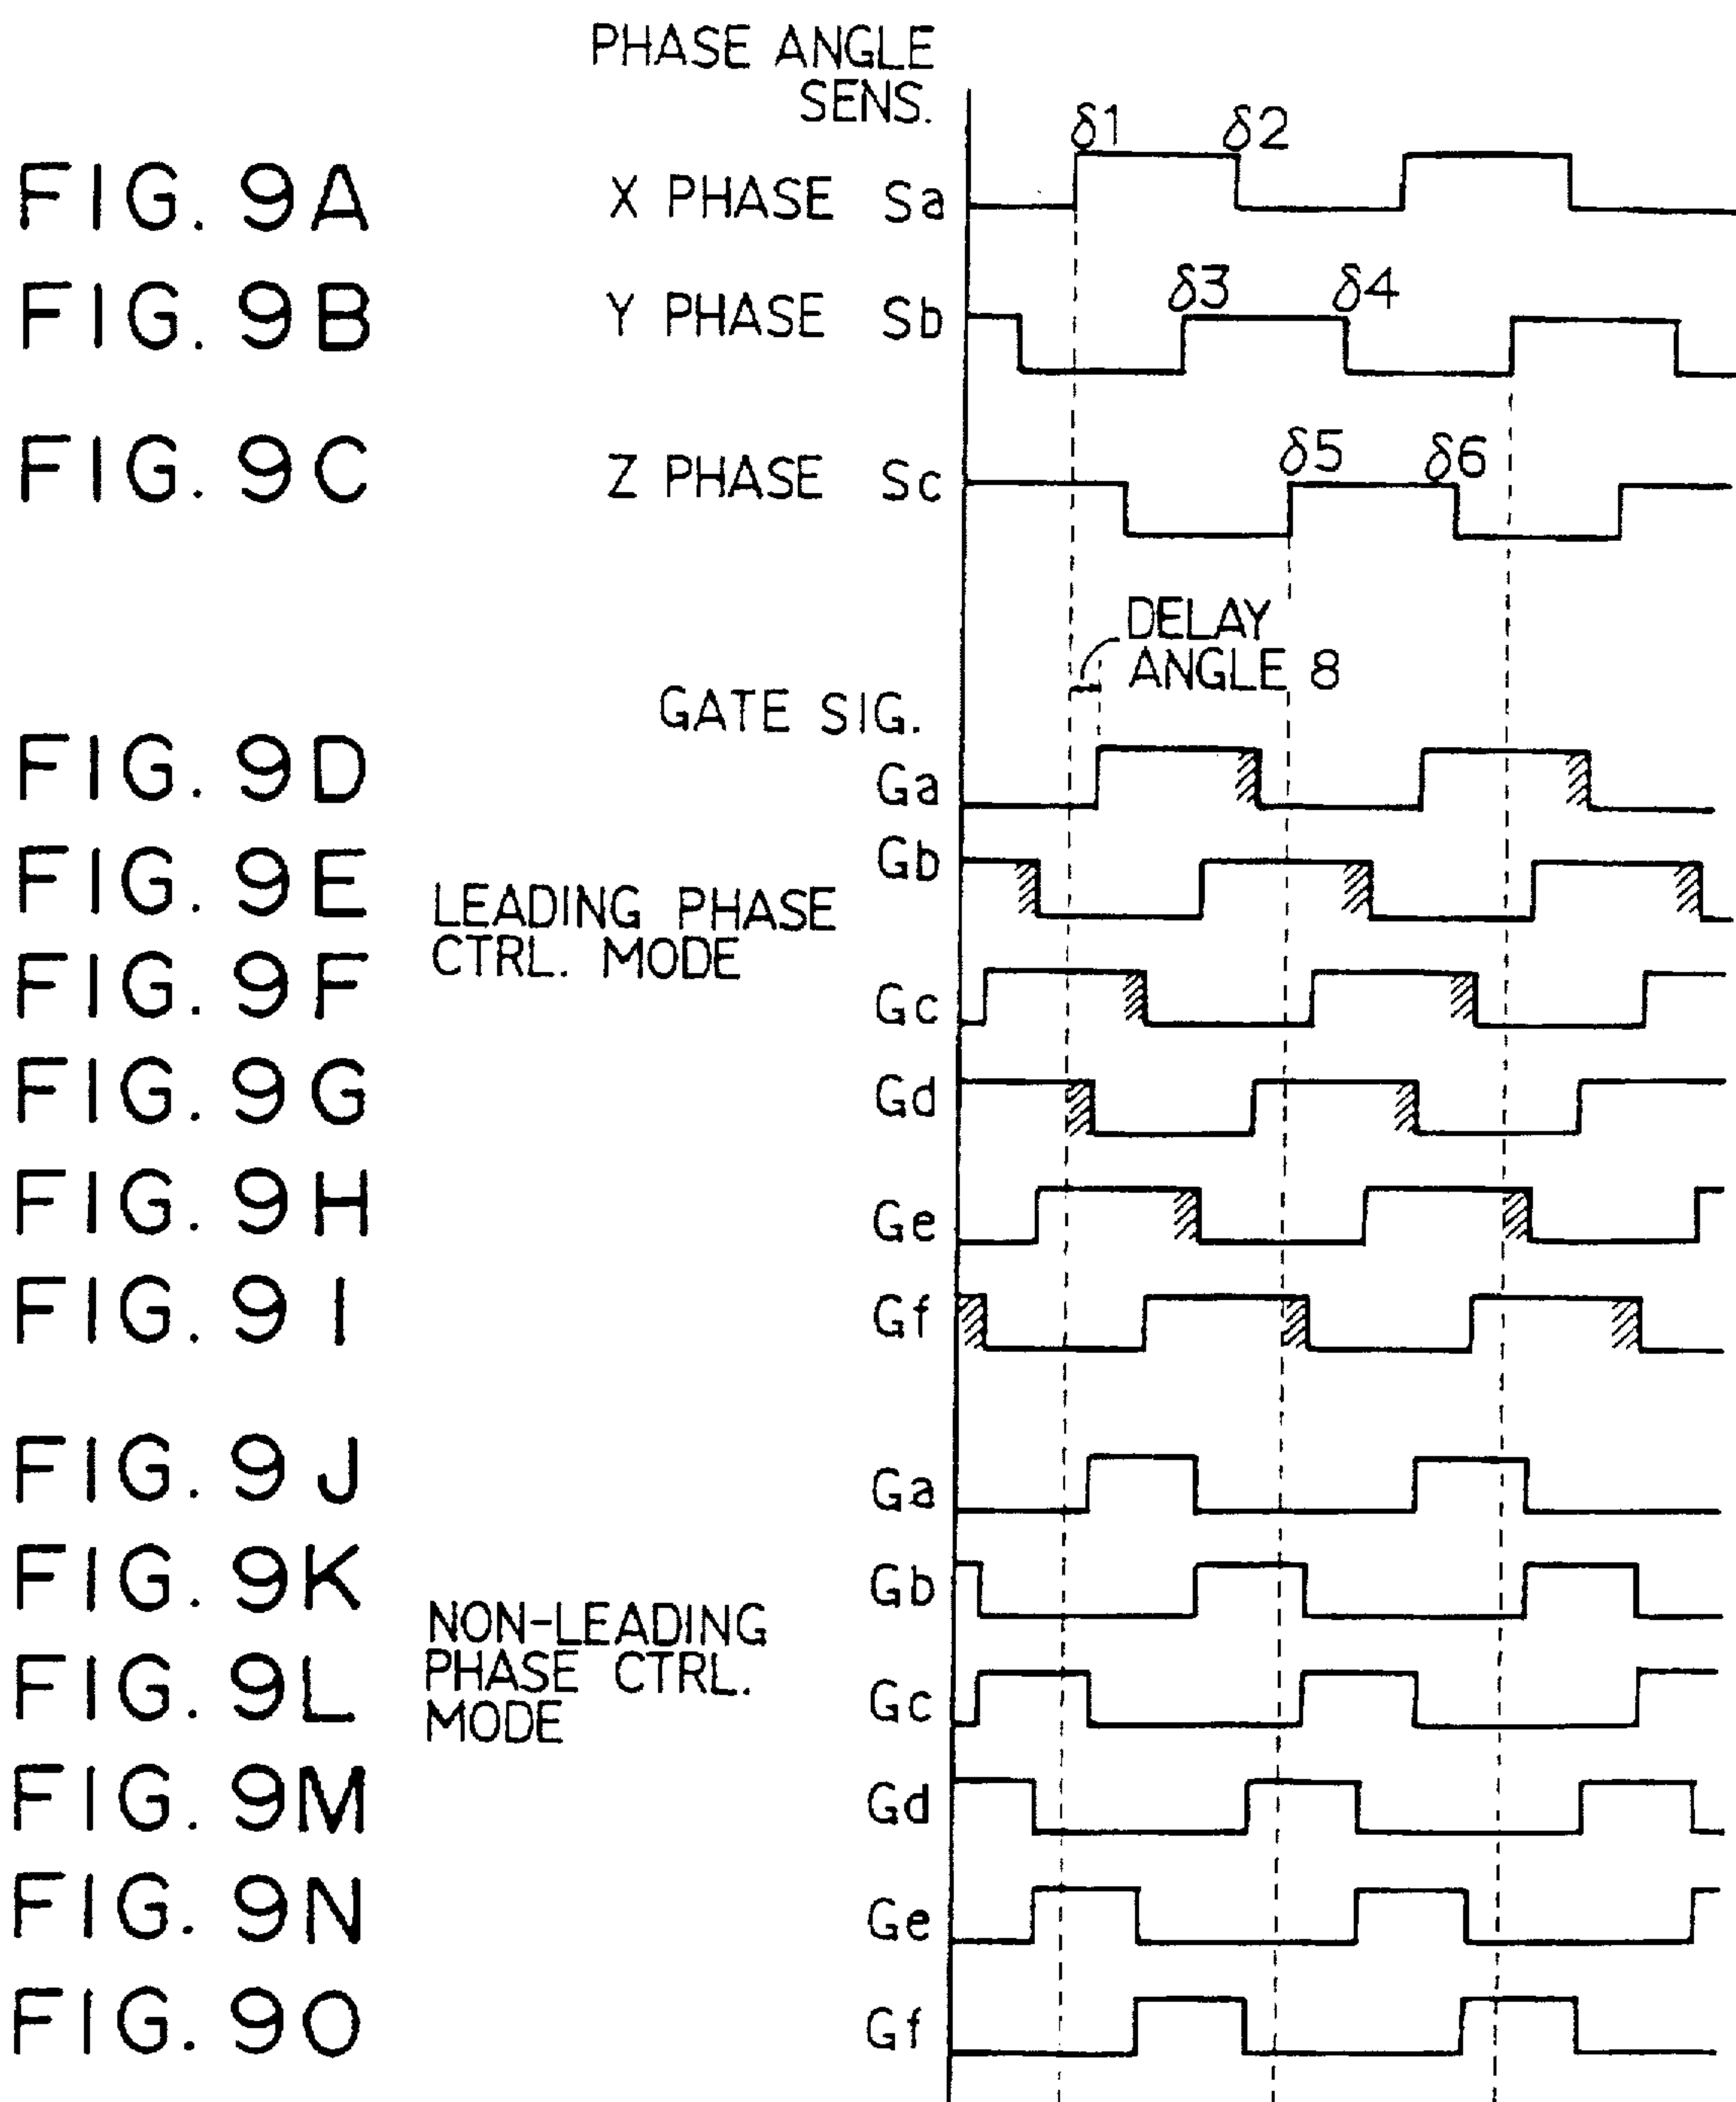 PHASE ANGLE
SENS.
δ1 δ2
FIG. 9A X PHASE Sa
δ3 δ4
FIG. 9B Y PHASE Sb
δ5 δ6
FIG. 9C Z PHASE Sc
DELAY
ANGLE 8
GATE SIG.
FIG. 9D Ga
FIG. 9E Gb
LEADING PHASE
CTRL. MODE
FIG. 9F Gc
FIG. 9G Gd
FIG. 9H Ge
FIG. 9I Gf
FIG. 9J Ga
FIG. 9K Gb
NON-LEADING
PHASE CTRL.
MODE
FIG. 9L Gc
FIG. 9M Gd
FIG. 9N Ge
FIG. 9O Gf